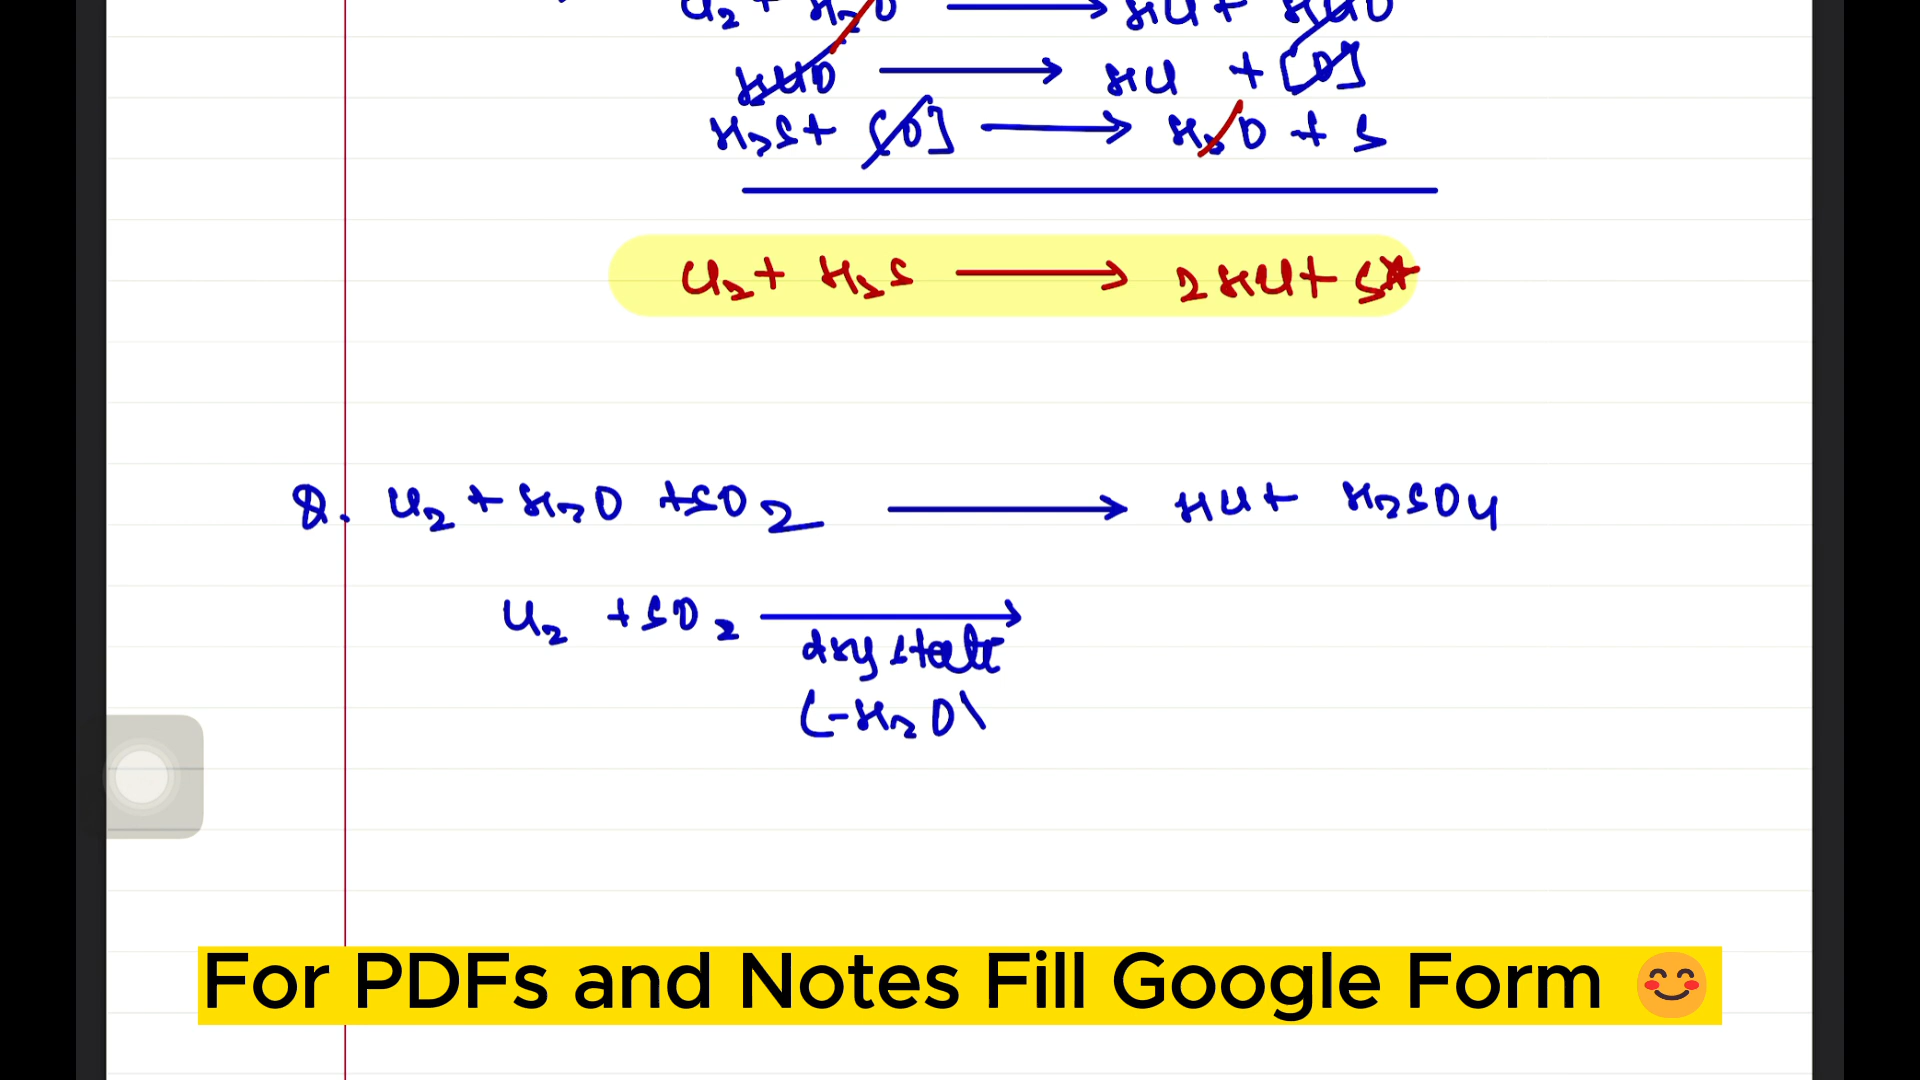 Cl₂ + H₂O ⟶ HCl + HClO
HClO ⟶ HCl + [O]
H₂S + [O] ⟶ H₂O + S
Cl₂ + H₂S ⟶ 2HCl + S*
Q. Cl₂ + H₂O + SO₂ ⟶ HCl + H₂SO₄
Cl₂ + SO₂ ⟶
dry state
(-H₂O)
For PDFs and Notes Fill Google Form 😊